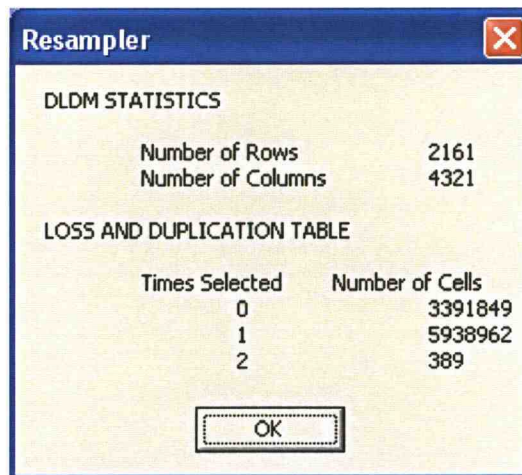 Resampler
DLDM STATISTICS
Number of Rows 2161
Number of Columns 4321
LOSS AND DUPLICATION TABLE
Times Selected Number of Cells
0 3391849
1 5938962
2 389
OK